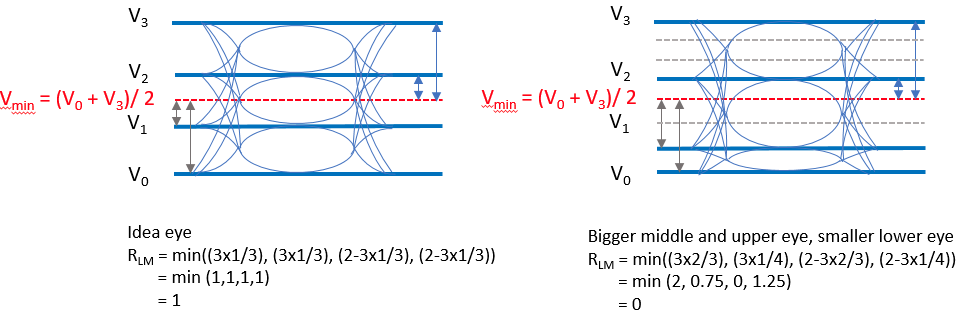 V3
V2
Vmin = (V0 + V3)/ 2
V1
V0
Idea eye
RLM = min((3x1/3), (3x1/3), (2-3x1/3), (2-3x1/3))
= min (1,1,1,1)
= 1
V3
V2
Vmin = (V0 + V3)/ 2
V1
V0
Bigger middle and upper eye, smaller lower eye
RLM = min((3x2/3), (3x1/4), (2-3x2/3), (2-3x1/4))
= min (2, 0.75, 0, 1.25)
= 0